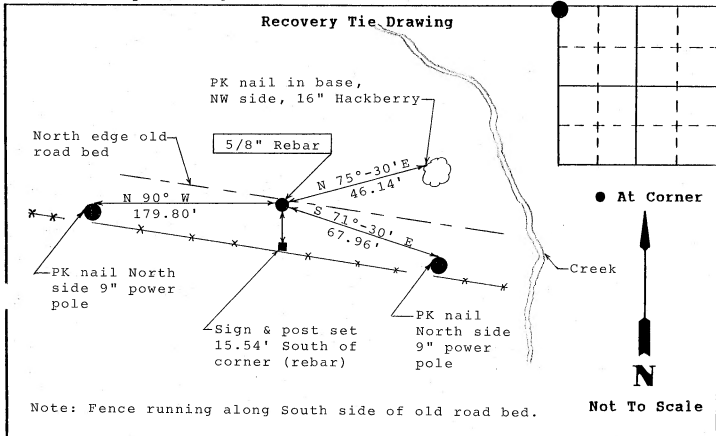 Recovery Tie Drawing
PK nail in base,
NW side, 16" Hackberry
North edge old
road bed
5/8" Rebar
N 75°-30'E
46.14'
N 90° W
179.80'
S 71°-30' E
67.96'
At Corner
PK nail North
side 9" power
pole
Creek
Sign & post set
15.54' South of
corner (rebar)
PK nail
North side
9" power
pole
N
Not To Scale
Note: Fence running along South side of old road bed.